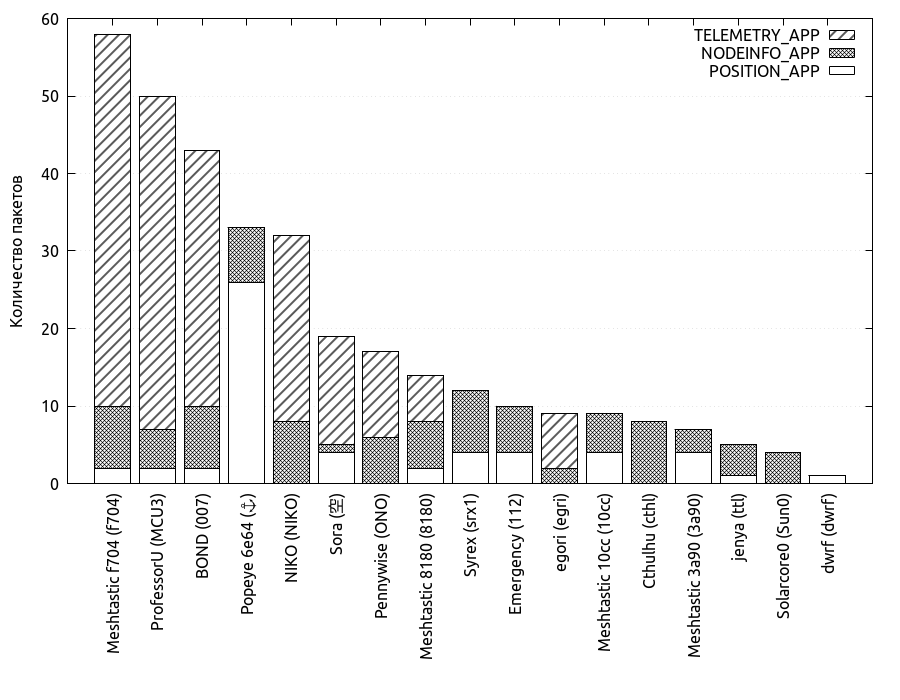 60
50
40
30
20
10
0
Количество пакетов
TELEMETRY_APP
NODEINFO_APP
POSITION_APP
Meshtastic f704 (f704)
ProfessorU (MCU3)
BOND (007)
Popeye 6e64 (⚓)
NIKO (NIKO)
Sora (空)
Pennywise (ONO)
Meshtastic 8180 (8180)
Syrex (srx1)
Emergency (112)
egori (egri)
Meshtastic 10cc (10cc)
Cthulhu (cthl)
Meshtastic 3a90 (3a90)
jenya (ttl)
Solarcore0 (Sun0)
dwrf (dwrf)